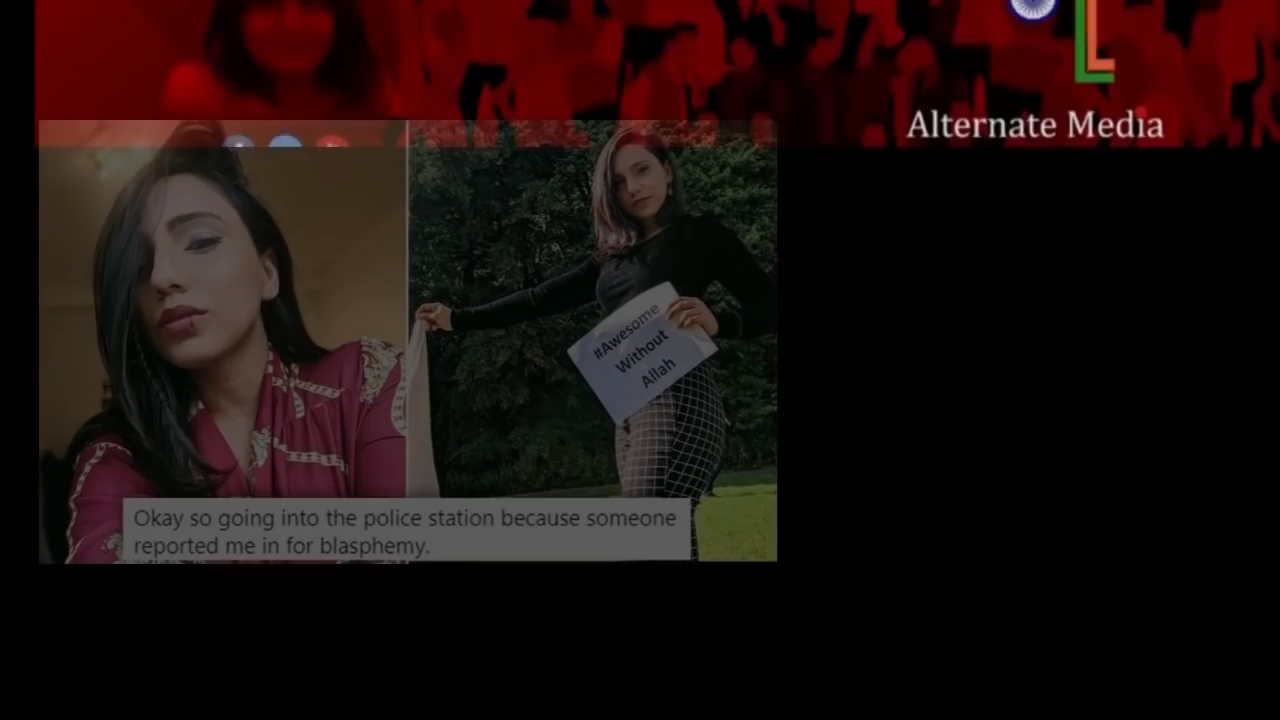 Alternate Media
#Awesome
Without
Allah
Okay so going into the police station because someone
reported me in for blasphemy.